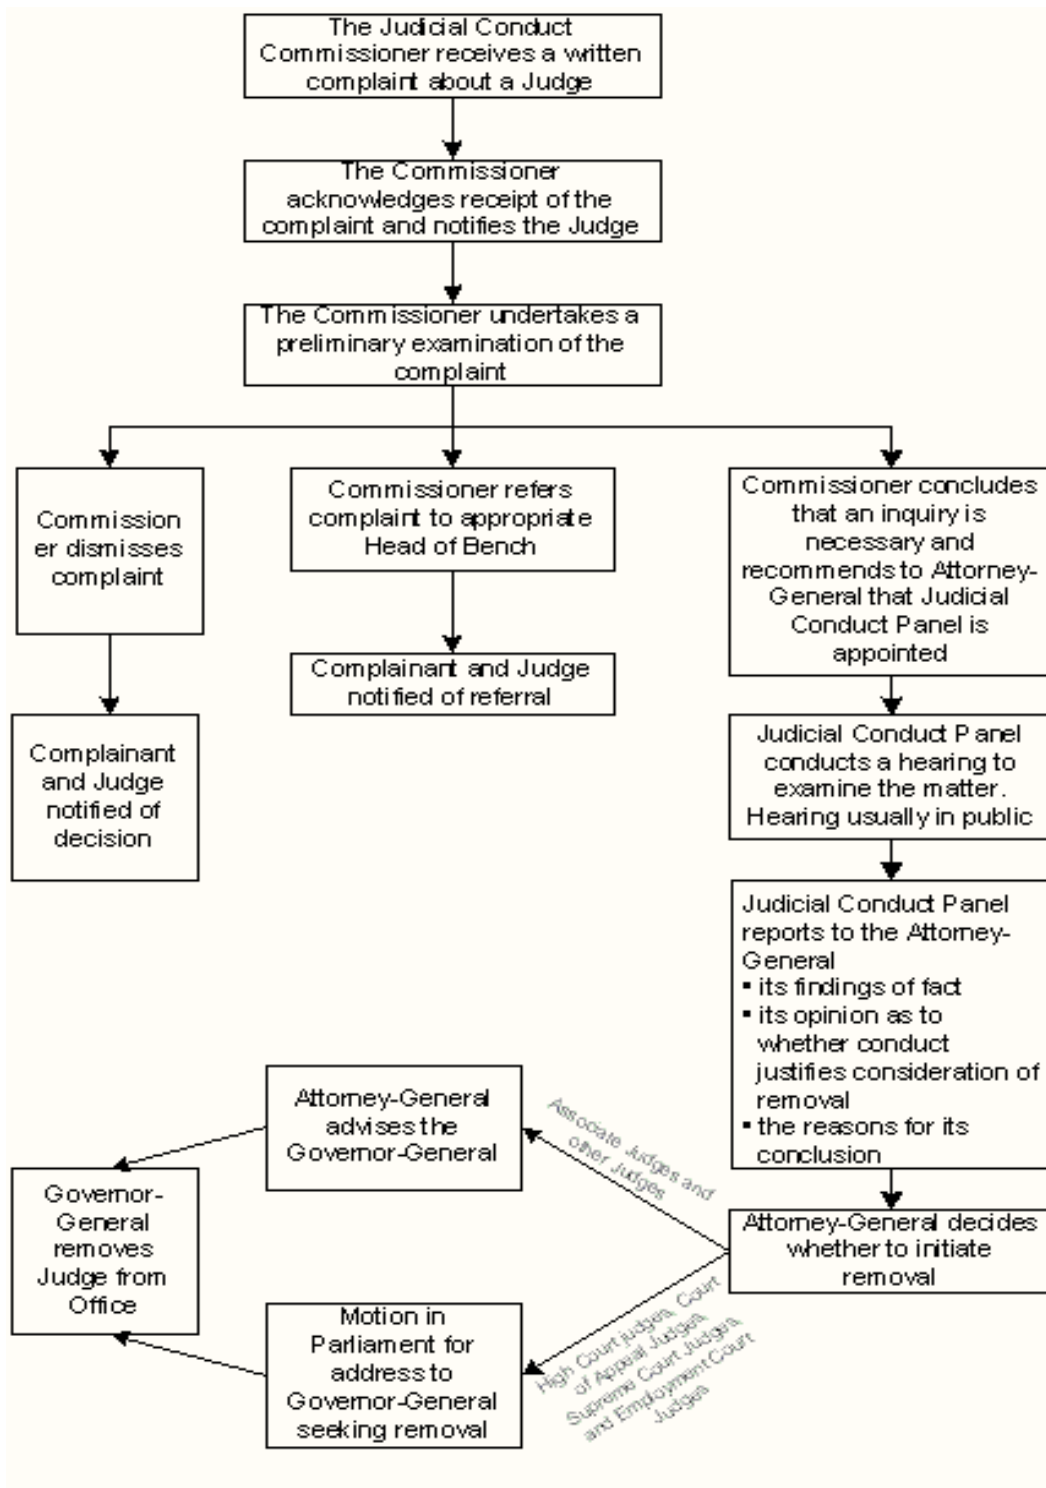 The Judicial Conduct
Commissioner receives a written
complaint about a Judge
The Commissioner
acknowledges receipt of the
complaint and notifies the Judge
The Commissioner undertakes a
preliminary examination of the
complaint
Commission
er dismisses
complaint
Commissioner refers
complaint to appropriate
Head of Bench
Commissioner concludes
that an inquiry is
necessary and
recommends to Attorney-
General that Judicial
Conduct Panel is
appointed
Complainant
and Judge
notified of
decision
Complainant and Judge
notified of referral
Judicial Conduct Panel
conducts a hearing to
examine the matter.
Hearing usually in public
Judicial Conduct Panel
reports to the Attorney-
General
▪ its findings of fact
▪ its opinion as to
whether conduct
justifies consideration of
removal
▪ the reasons for its
conclusion
Attorney-General decides
whether to initiate
removal
Associate Judges and
other Judges
Attorney-General
advises the
Governor-General
High Court judges, Court
of Appeal Judges,
Supreme Court Judges,
and Employment Court
Judges
Motion in
Parliament for
address to
Governor-General
seeking removal
Governor-
General
removes
Judge from
Office